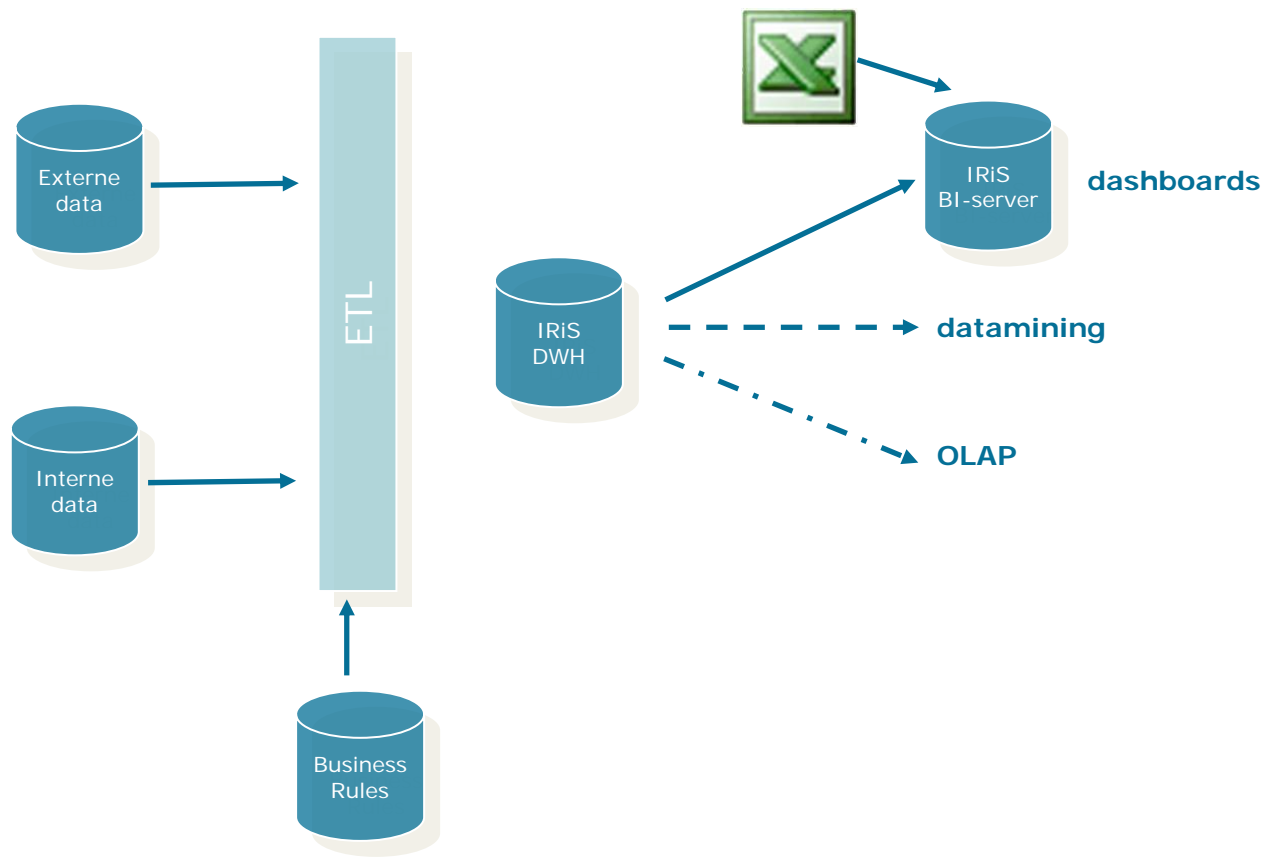 Externe
data
ETL
IRiS
BI-server
dashboards
IRiS
DWH
datamining
OLAP
Interne
data
Business
Rules